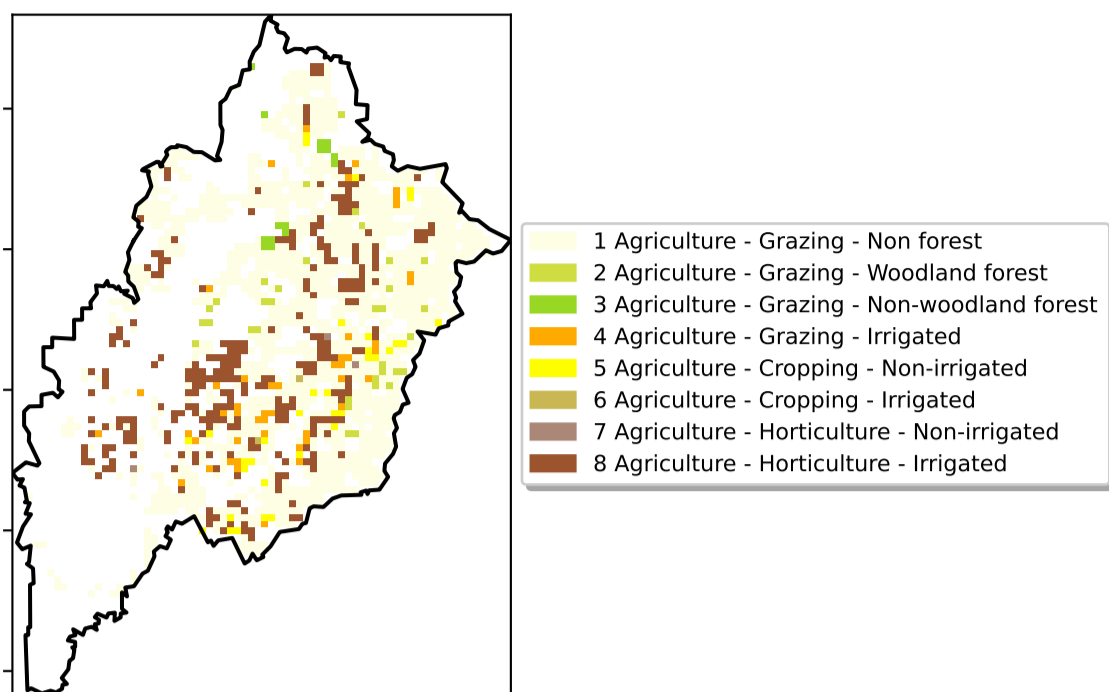 1 Agriculture - Grazing - Non forest
2 Agriculture - Grazing - Woodland forest
3 Agriculture - Grazing - Non-woodland forest
4 Agriculture - Grazing - Irrigated
5 Agriculture - Cropping - Non-irrigated
6 Agriculture - Cropping - Irrigated
7 Agriculture - Horticulture - Non-irrigated
8 Agriculture - Horticulture - Irrigated